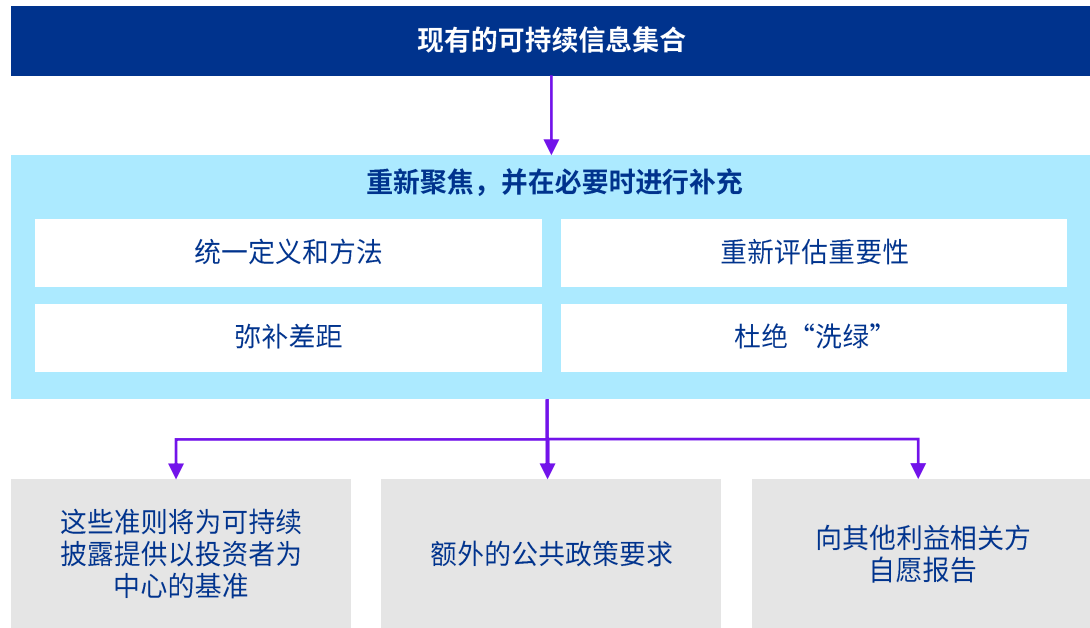 现有的可持续信息集合
重新聚焦，并在必要时进行补充
统一定义和方法
重新评估重要性
弥补差距
杜绝“洗绿”
这些准则将为可持续
披露提供以投资者为
中心的基准
额外的公共政策要求
向其他利益相关方
自愿报告